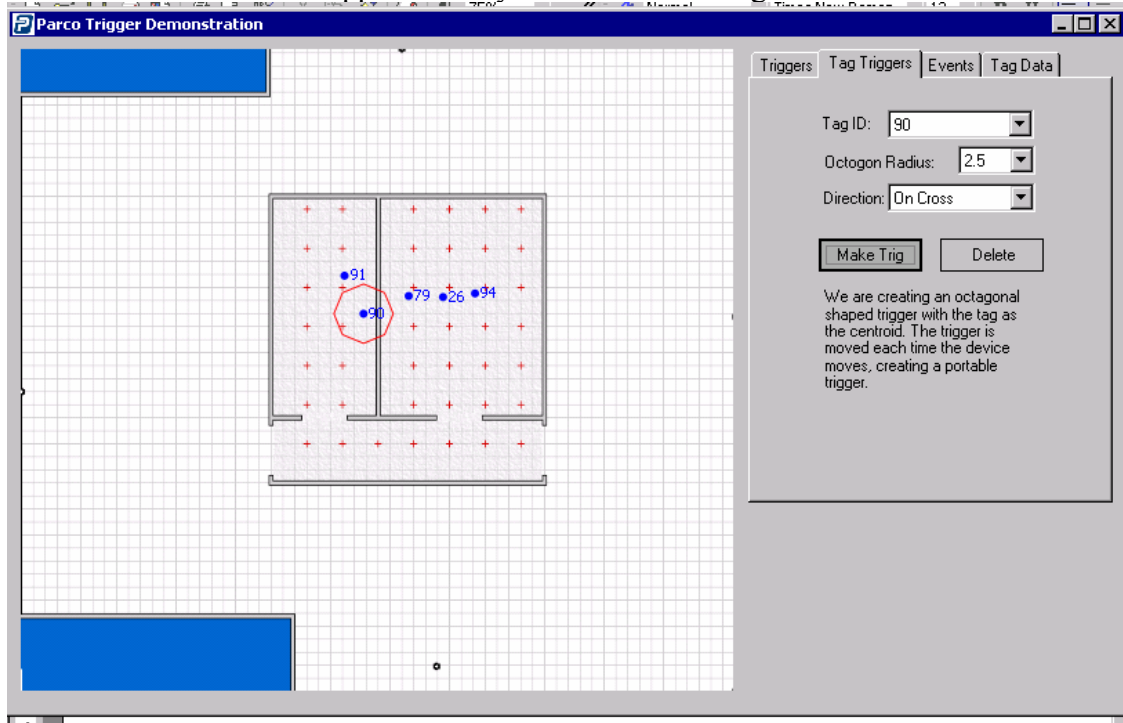 Parco Trigger Demonstration
Triggers Tag Triggers Events Tag Data
Tag ID: 90
Octogon Radius: 2.5
Direction: On Cross
Make Trig Delete
We are creating an octagonal
shaped trigger with the tag as
the centroid. The trigger is
moved each time the device
moves, creating a portable
trigger.
91
79 26 94
90